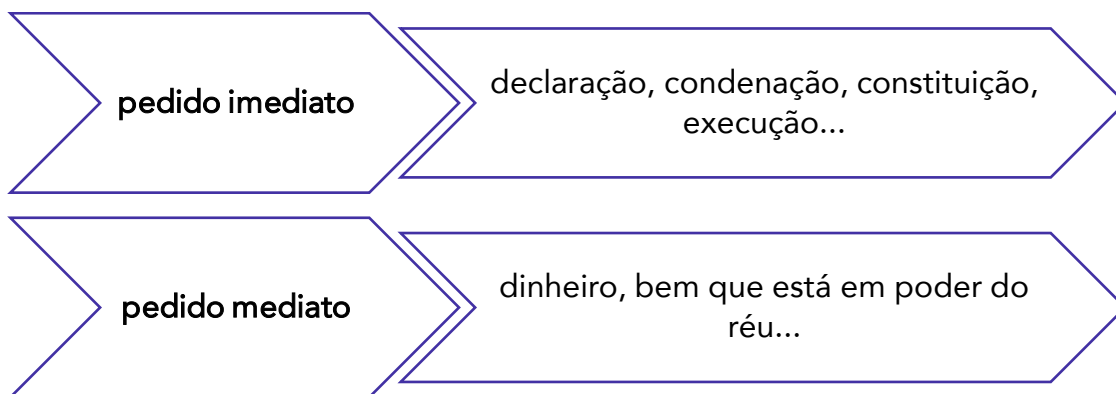 pedido imediato
declaração, condenação, constituição,
execução...
pedido mediato
dinheiro, bem que está em poder do
réu...